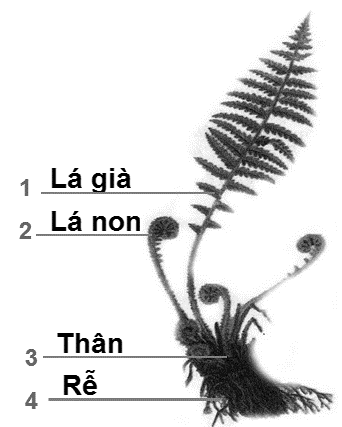 1 Lá già
2 Lá non
3 Thân
4 Rễ